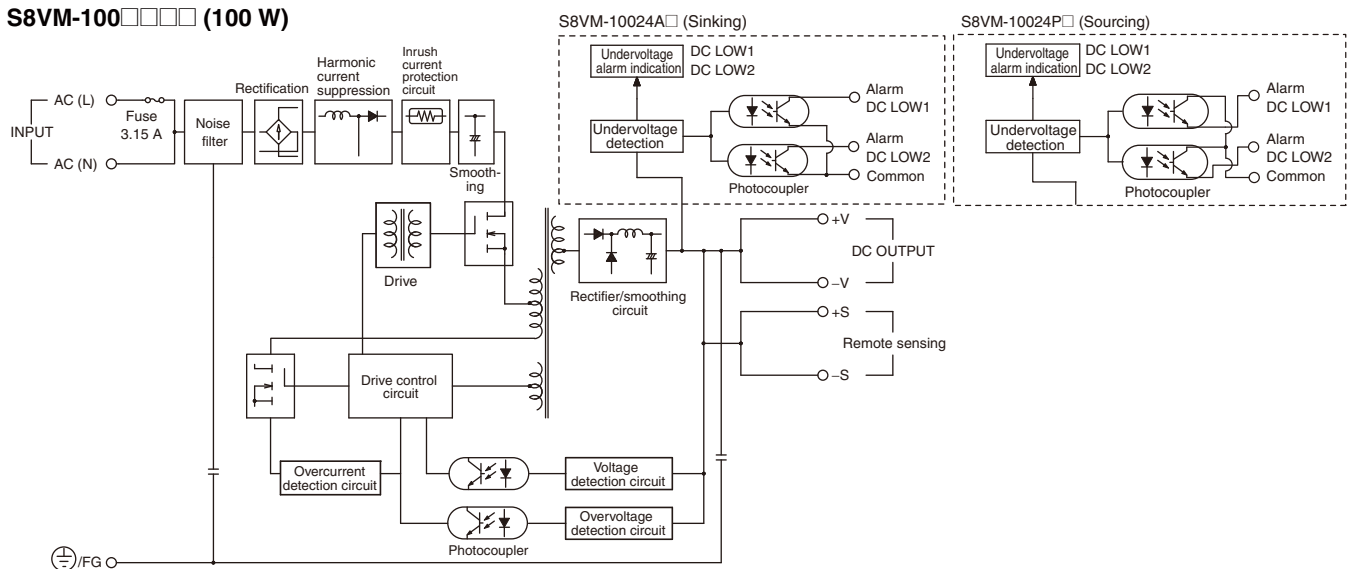 S8VM-100□□□□ (100 W)
S8VM-10024A□ (Sinking)
Undervoltage
alarm indication
DC LOW1
DC LOW2
Undervoltage
detection
Alarm
DC LOW1
Alarm
DC LOW2
Common
Photocoupler
S8VM-10024P□ (Sourcing)
Undervoltage
alarm indication
DC LOW1
DC LOW2
Undervoltage
detection
Alarm
DC LOW1
Alarm
DC LOW2
Common
Photocoupler
INPUT
AC (L)
AC (N)
Fuse
3.15 A
Noise
filter
Rectification
Harmonic
current
suppression
Inrush
current
protection
circuit
Smooth-
ing
Drive
Rectifier/smoothing
circuit
+V
DC OUTPUT
−V
+S
Remote sensing
−S
Drive control
circuit
Overcurrent
detection circuit
Voltage
detection circuit
Overvoltage
detection circuit
Photocoupler
/FG